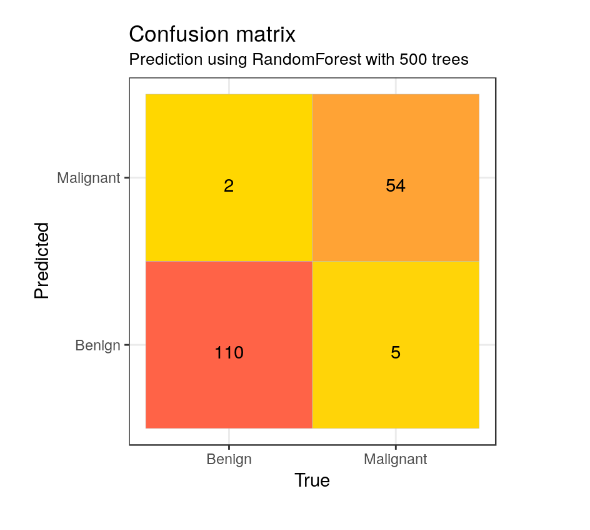 Confusion matrix
Prediction using RandomForest with 500 trees
Malignant
2
54
Predicted
Benign
110
5
Benign
Malignant
True